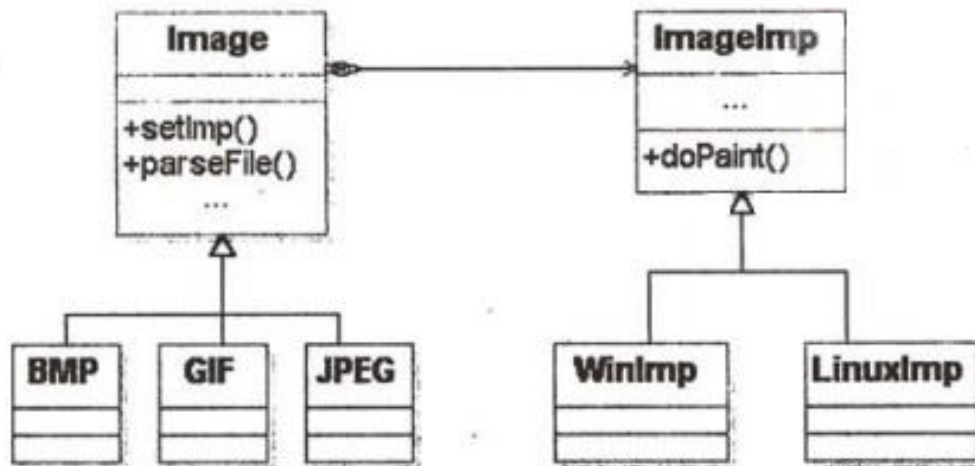 Image
+setImp()
+parseFile()
...
ImageImp
...
+doPaint()
BMP
GIF
JPEG
WinImp
LinuxImp